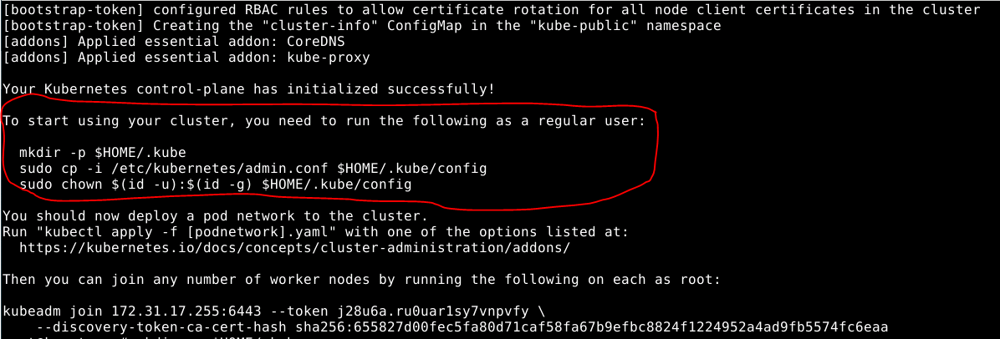 [bootstrap-token] configured RBAC rules to allow certificate rotation for all node client certificates in the cluster
[bootstrap-token] Creating the "cluster-info" ConfigMap in the "kube-public" namespace
[addons] Applied essential addon: CoreDNS
[addons] Applied essential addon: kube-proxy
Your Kubernetes control-plane has initialized successfully!
To start using your cluster, you need to run the following as a regular user:
mkdir -p $HOME/.kube
sudo cp -i /etc/kubernetes/admin.conf $HOME/.kube/config
sudo chown $(id -u):$(id -g) $HOME/.kube/config
You should now deploy a pod network to the cluster.
Run "kubectl apply -f [podnetwork].yaml" with one of the options listed at:
https://kubernetes.io/docs/concepts/cluster-administration/addons/
Then you can join any number of worker nodes by running the following on each as root:
kubeadm join 172.31.17.255:6443 --token j28u6a.ru0uar1sy7vnpvfy \
--discovery-token-ca-cert-hash sha256:655827d00fec5fa80d71caf58fa67b9efbc8824f1224952a4ad9fb5574fc6eaa